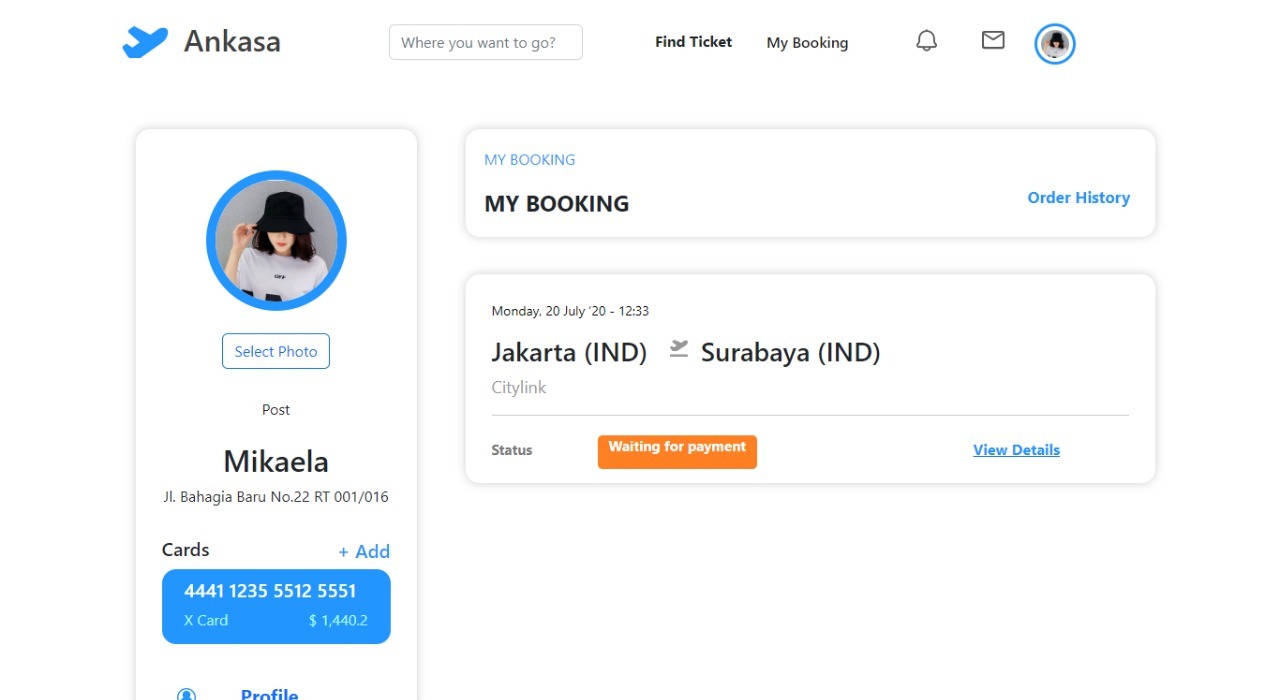 Ankasa
Where you want to go?
Find Ticket
My Booking
Select Photo
Post
Mikaela
Jl. Bahagia Baru No.22 RT 001/016
Cards
+ Add
4441 1235 5512 5551
X Card
$ 1,440.2
Profile
MY BOOKING
MY BOOKING
Order History
Monday, 20 July '20 - 12:33
Jakarta (IND)
Surabaya (IND)
Citylink
Status
Waiting for payment
View Details